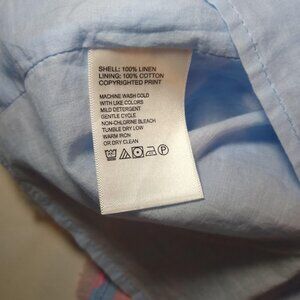 SHELL: 100% LINEN
LINING: 100% COTTON
COPYRIGHTED PRINT
MACHINE WASH COLD
WITH LIKE COLORS
MILD DETERGENT
GENTLE CYCLE
NON-CHLORINE BLEACH
TUMBLE DRY LOW
WARM IRON
OR DRY CLEAN